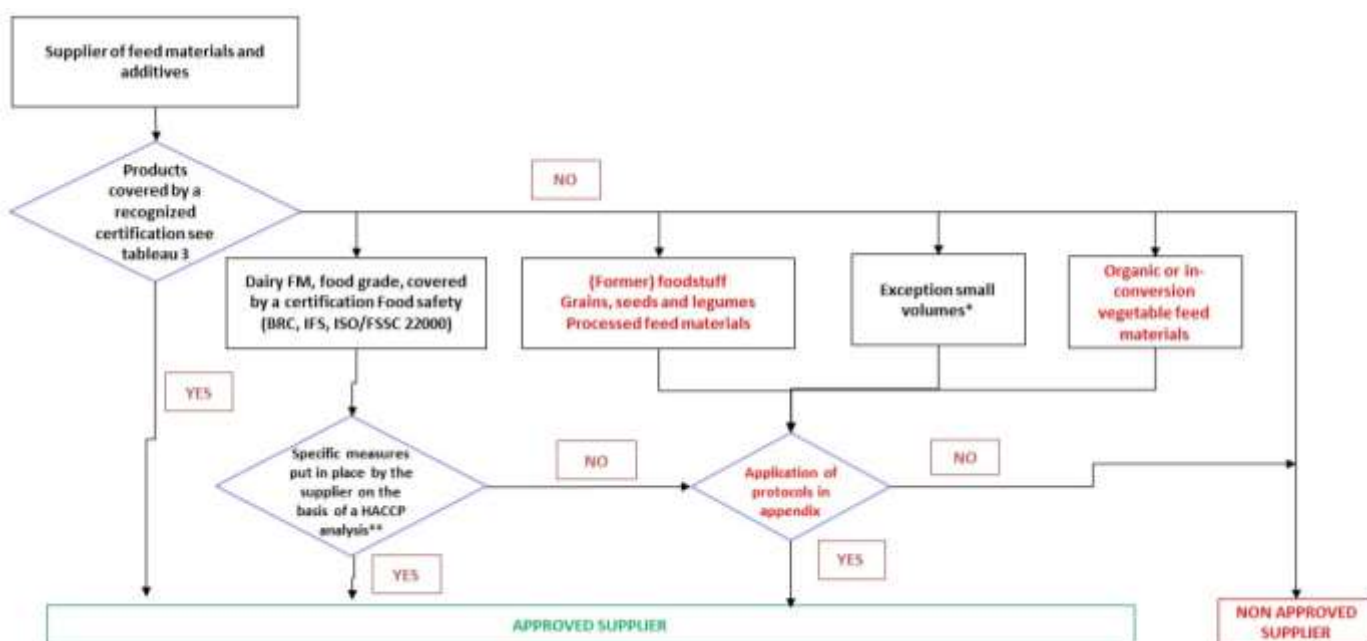 Supplier of feed materials and
additives
Products
covered by a
recognized
certification see
tableau 3
NO
Dairy FM, food grade, covered
by a certification Food safety
(BRC, IFS, ISO/FSSC 22000)
(Former) foodstuff
Grains, seeds and legumes
Processed feed materials
Exception small
volumes*
Organic or in-
conversion
vegetable feed
materials
YES
Specific measures
put in place by the
supplier on the
basis of a HACCP
analysis**
NO
Application of
protocols in
appendix
NO
YES
YES
APPROVED SUPPLIER
NON APPROVED
SUPPLIER